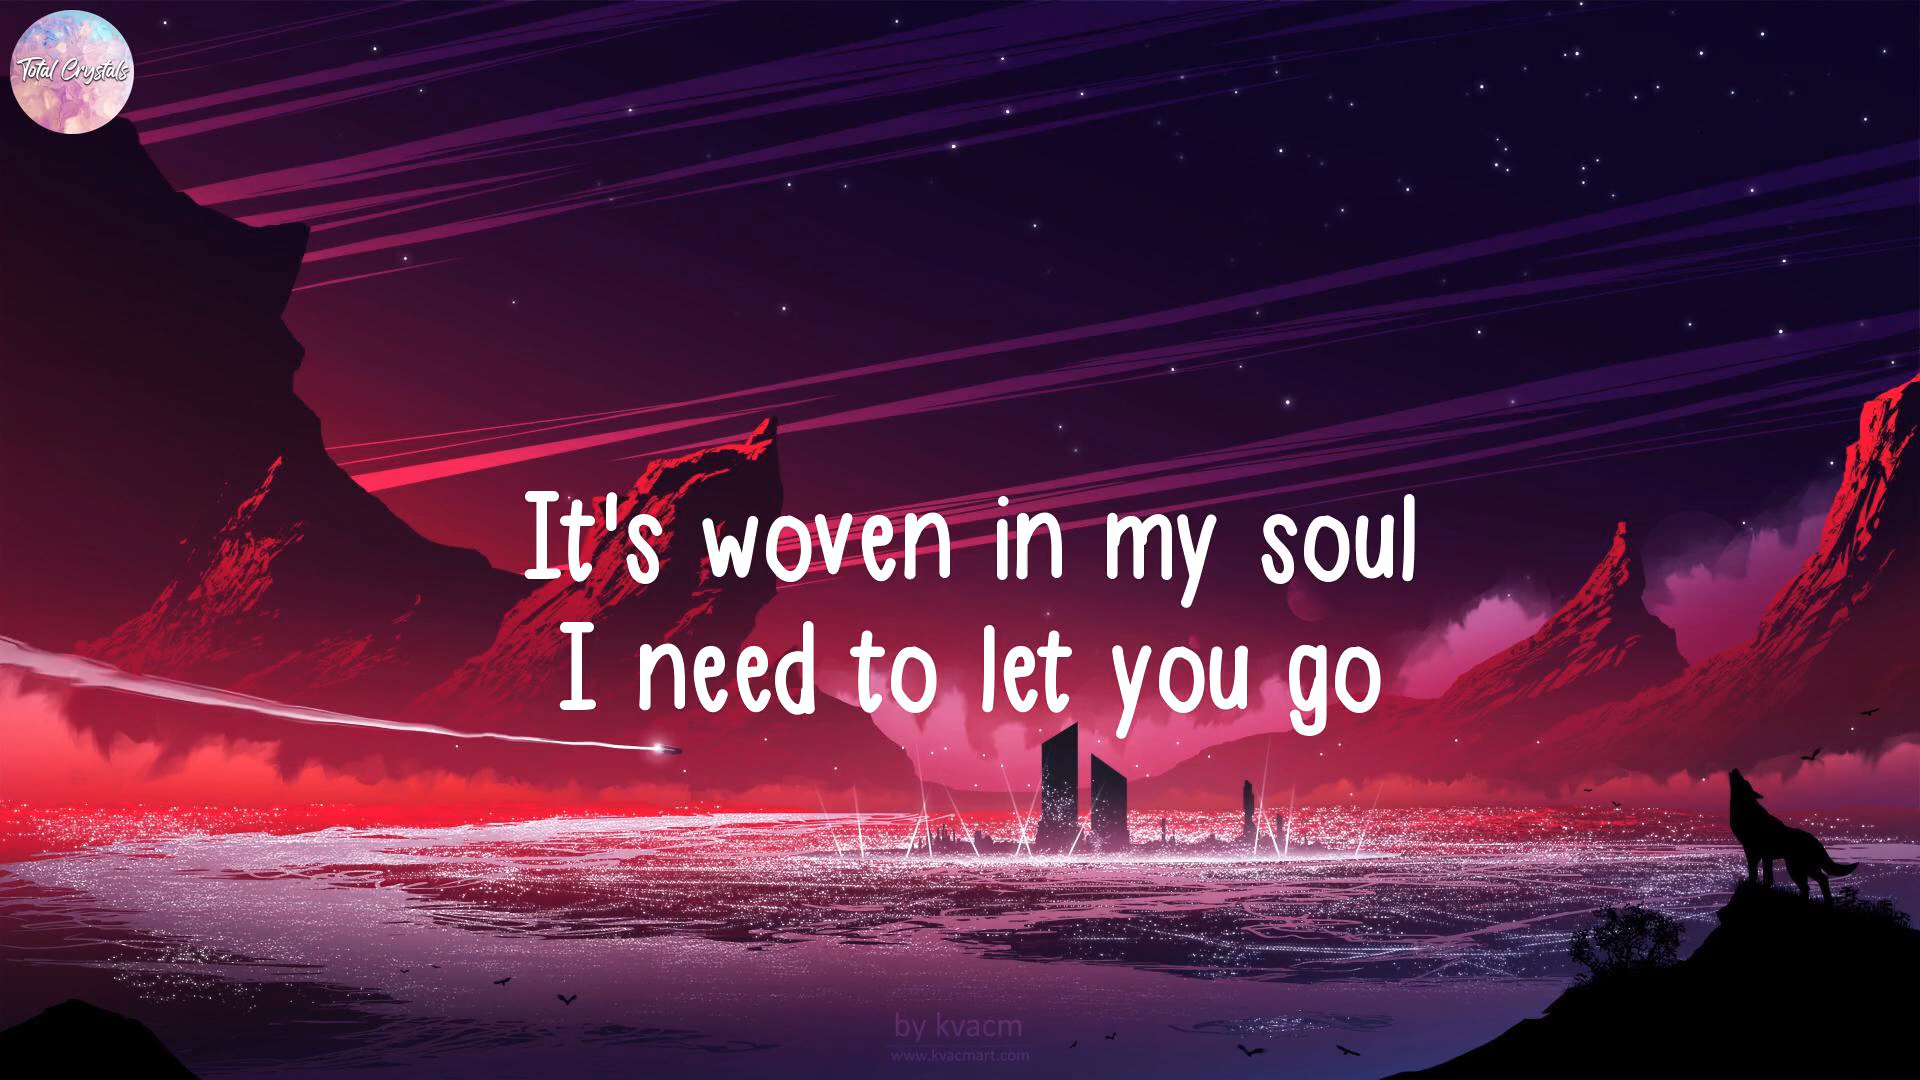 Total Crystals
It's woven in my soul
I need to let you go
by kvacm
www.kvacmart.com